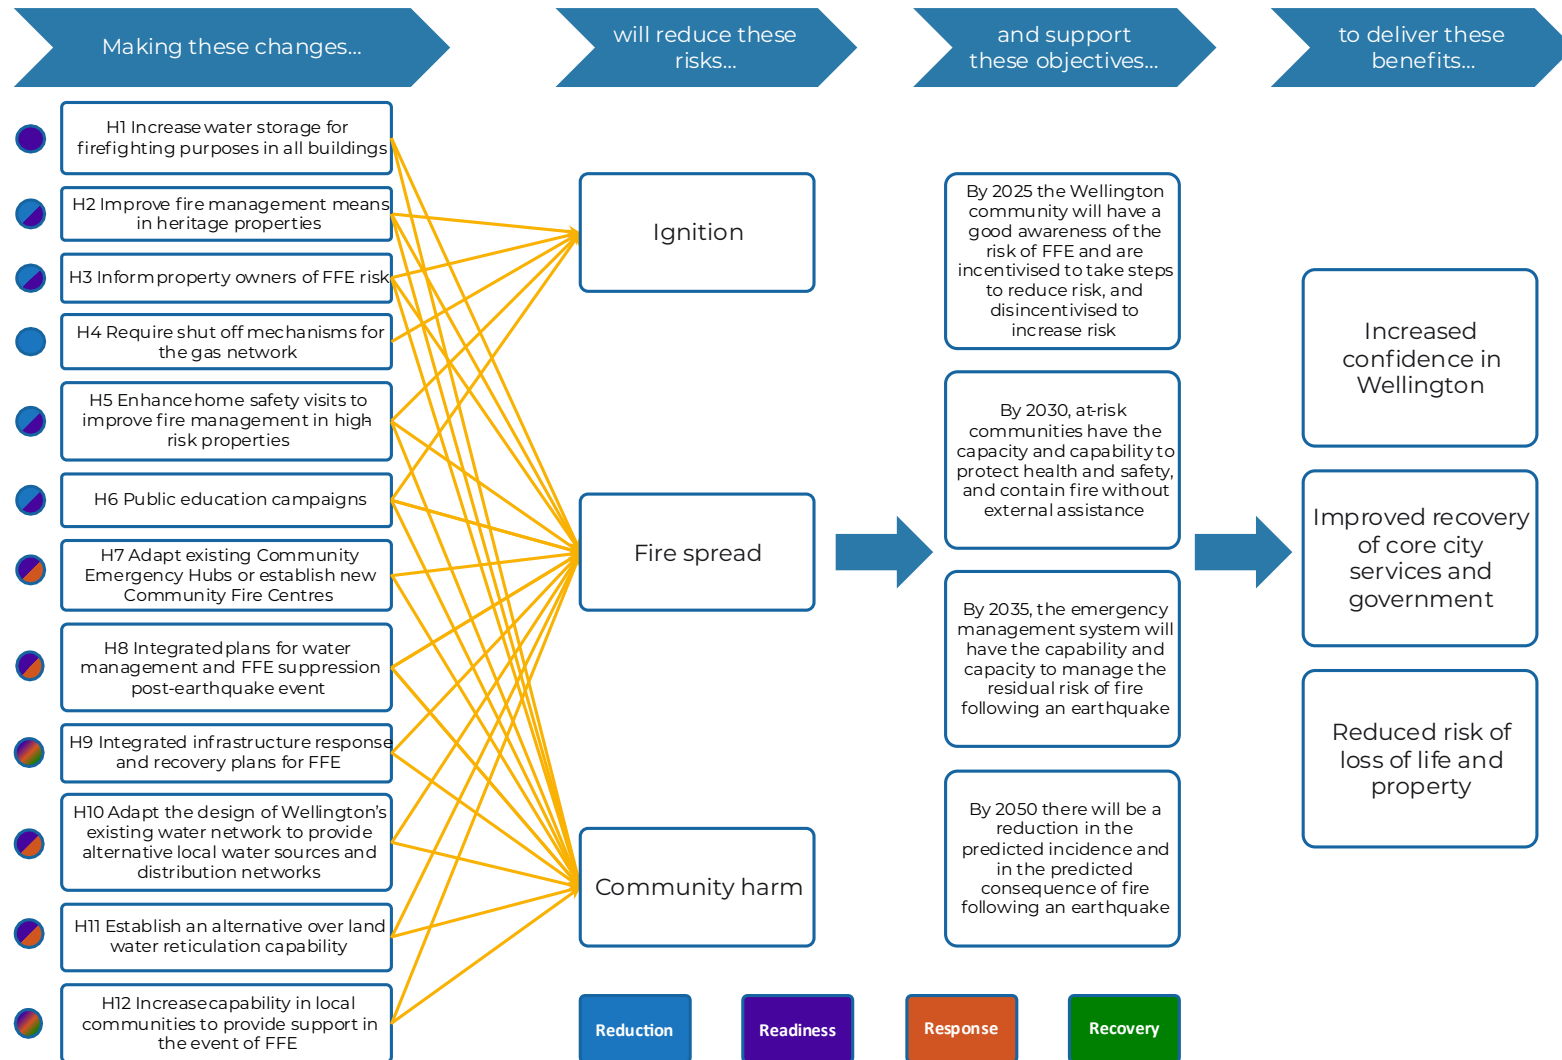 Making these changes…
will reduce these
risks…
and support
these objectives…
to deliver these
benefits…
H1 Increase water storage for
firefighting purposes in all buildings
H2 Improve fire management means
in heritage properties
H3 Inform property owners of FFE risk
H4 Require shut off mechanisms for
the gas network
H5 Enhance home safety visits to
improve fire management in high-
risk properties
H6 Public education campaigns
H7 Adapt existing Community
Emergency Hubs or establish new
Community Fire Centres
H8 Integrated plans for water
management and FFE suppression
post-earthquake event
H9 Integrated infrastructure response
and recovery plans for FFE
H10 Adapt the design of Wellington's
existing water network to provide
alternative local water sources and
distribution networks
H11 Establish an alternative over land
water reticulation capability
H12 Increase capability in local
communities to provide support in
the event of FFE
Ignition
Fire spread
Community harm
By 2025 the Wellington
community will have a
good awareness of the
risk of FFE and are
incentivised to take steps
to reduce risk, and
disincentivised to
increase risk
By 2030, at-risk
communities have the
capacity and capability to
protect health and safety,
and contain fire without
external assistance
By 2035, the emergency
management system will
have the capability and
capacity to manage the
residual risk of fire
following an earthquake
By 2050 there will be a
reduction in the
predicted incidence and
in the predicted
consequence of fire
following an earthquake
Increased
confidence in
Wellington
Improved recovery
of core city
services and
government
Reduced risk of
loss of life and
property
Reduction
Readiness
Response
Recovery